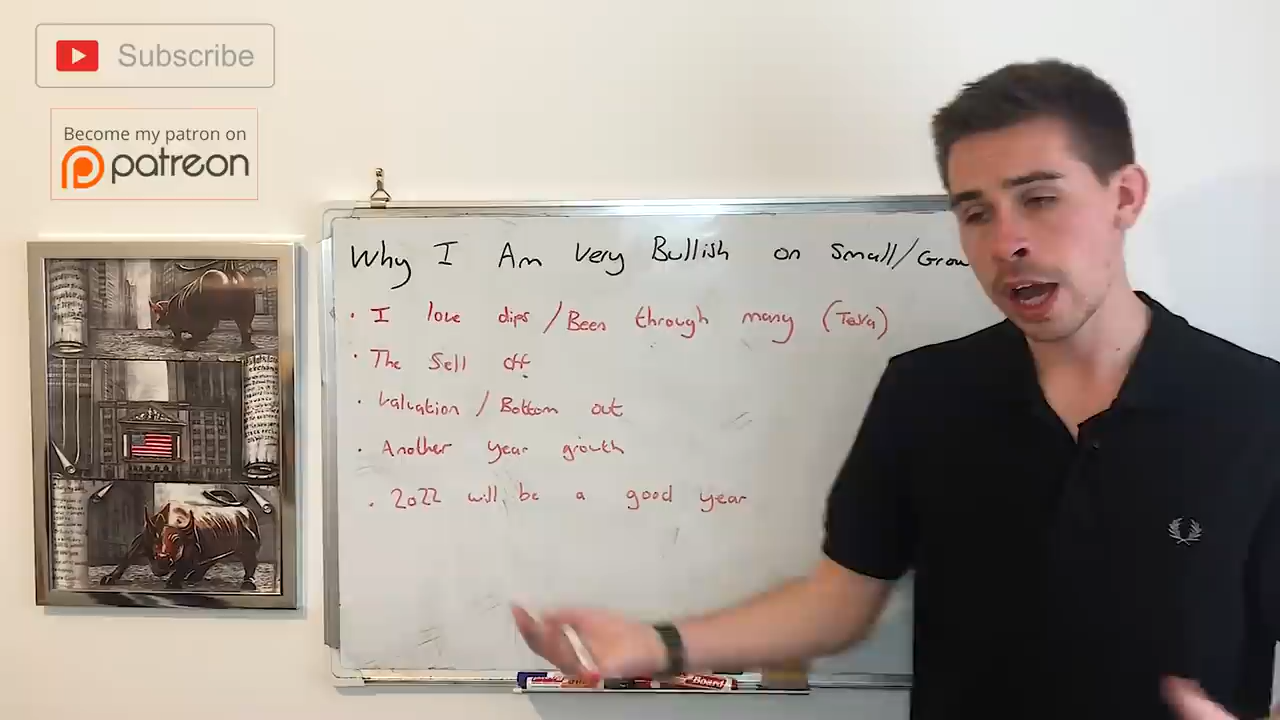 Subscribe
Become my patron on
patreon
Why I Am Very Bullish on Small/Grow
• I love dips / Been through many (Teva)
• The Sell off
• Valuation / Bottom out
• Another year growth
• 2022 will be a good year
Board